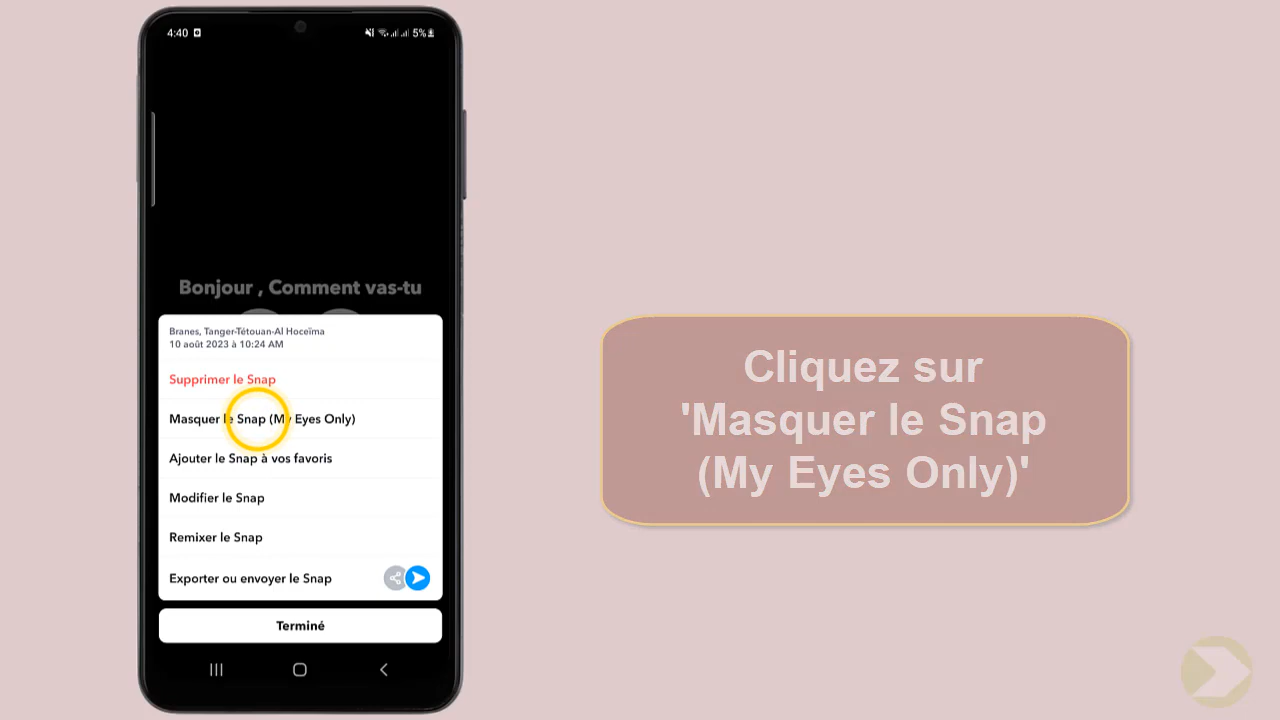 4:40
5%
Bonjour , Comment vas-tu
Branes, Tanger-Tétouan-Al Hoceïma
10 août 2023 à 10:24 AM
Supprimer le Snap
Masquer le Snap (My Eyes Only)
Ajouter le Snap à vos favoris
Modifier le Snap
Remixer le Snap
Exporter ou envoyer le Snap
Terminé
Cliquez sur
'Masquer le Snap
(My Eyes Only)'